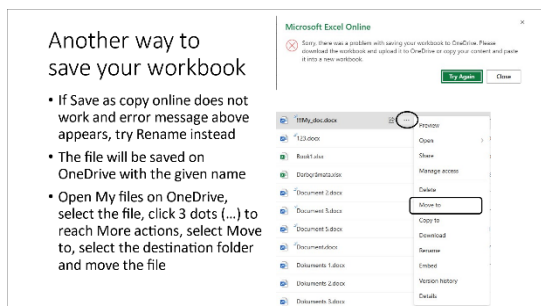 Another way to
save your workbook
• If Save as copy online does not
work and error message above
appears, try Rename instead
• The file will be saved on
OneDrive with the given name
• Open My files on OneDrive,
select the file, click 3 dots (...) to
reach More actions, select Move
to, select the destination folder
and move the file
Microsoft Excel Online
Sorry, there was a problem with saving your workbook to OneDrive. Please
download the workbook and upload it to OneDrive or copy your content and paste
it into a new workbook.
Try Again
Close
123.docx
Book1.xlsx
Document 2.docx
Document 3.docx
Document 5.docx
Document.docx
Dokuments 1.docx
Dokuments 2.docx
Dokuments 3.docx
Preview
Open
Share
Manage access
Delete
Move to
Copy to
Download
Rename
Embed
Version history
Details